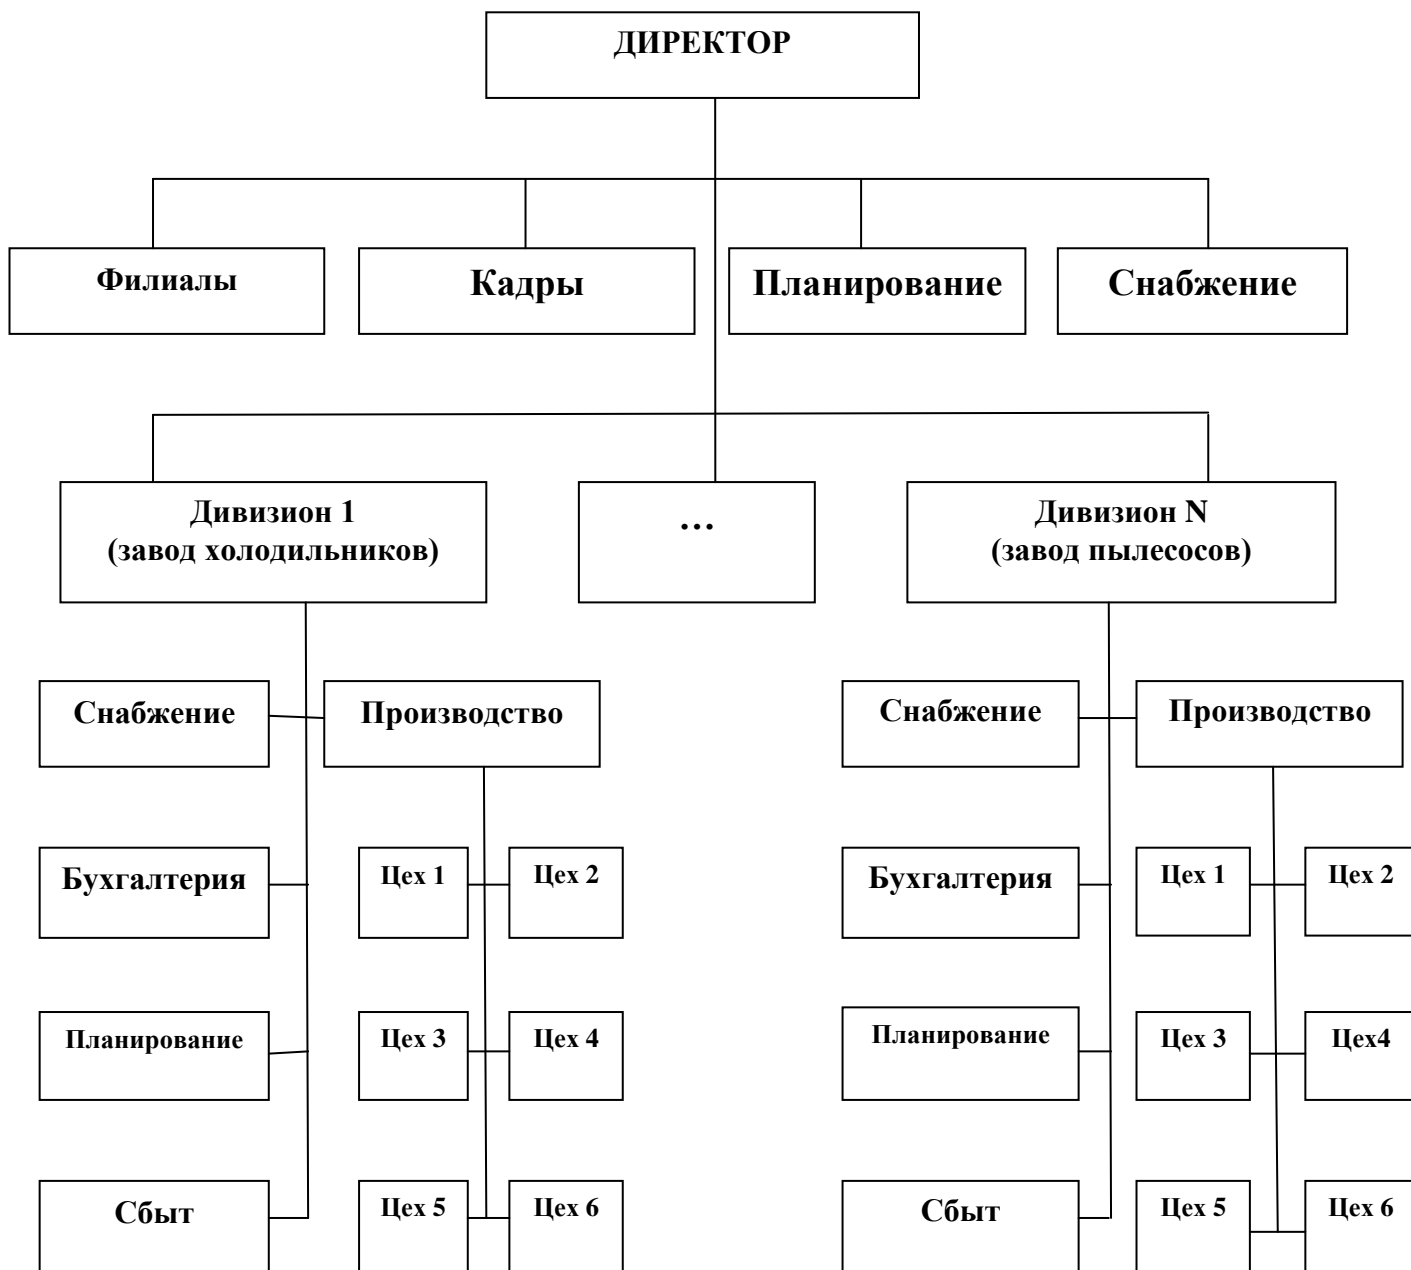 ДИРЕКТОР
Филиалы
Кадры
Планирование
Снабжение
Дивизион 1
(завод холодильников)
...
Дивизион N
(завод пылесосов)
Снабжение
Производство
Снабжение
Производство
Бухгалтерия
Цех 1
Цех 2
Бухгалтерия
Цех 1
Цех 2
Планирование
Цех 3
Цех 4
Планирование
Цех 3
Цех4
Сбыт
Цех 5
Цех 6
Сбыт
Цех 5
Цех 6